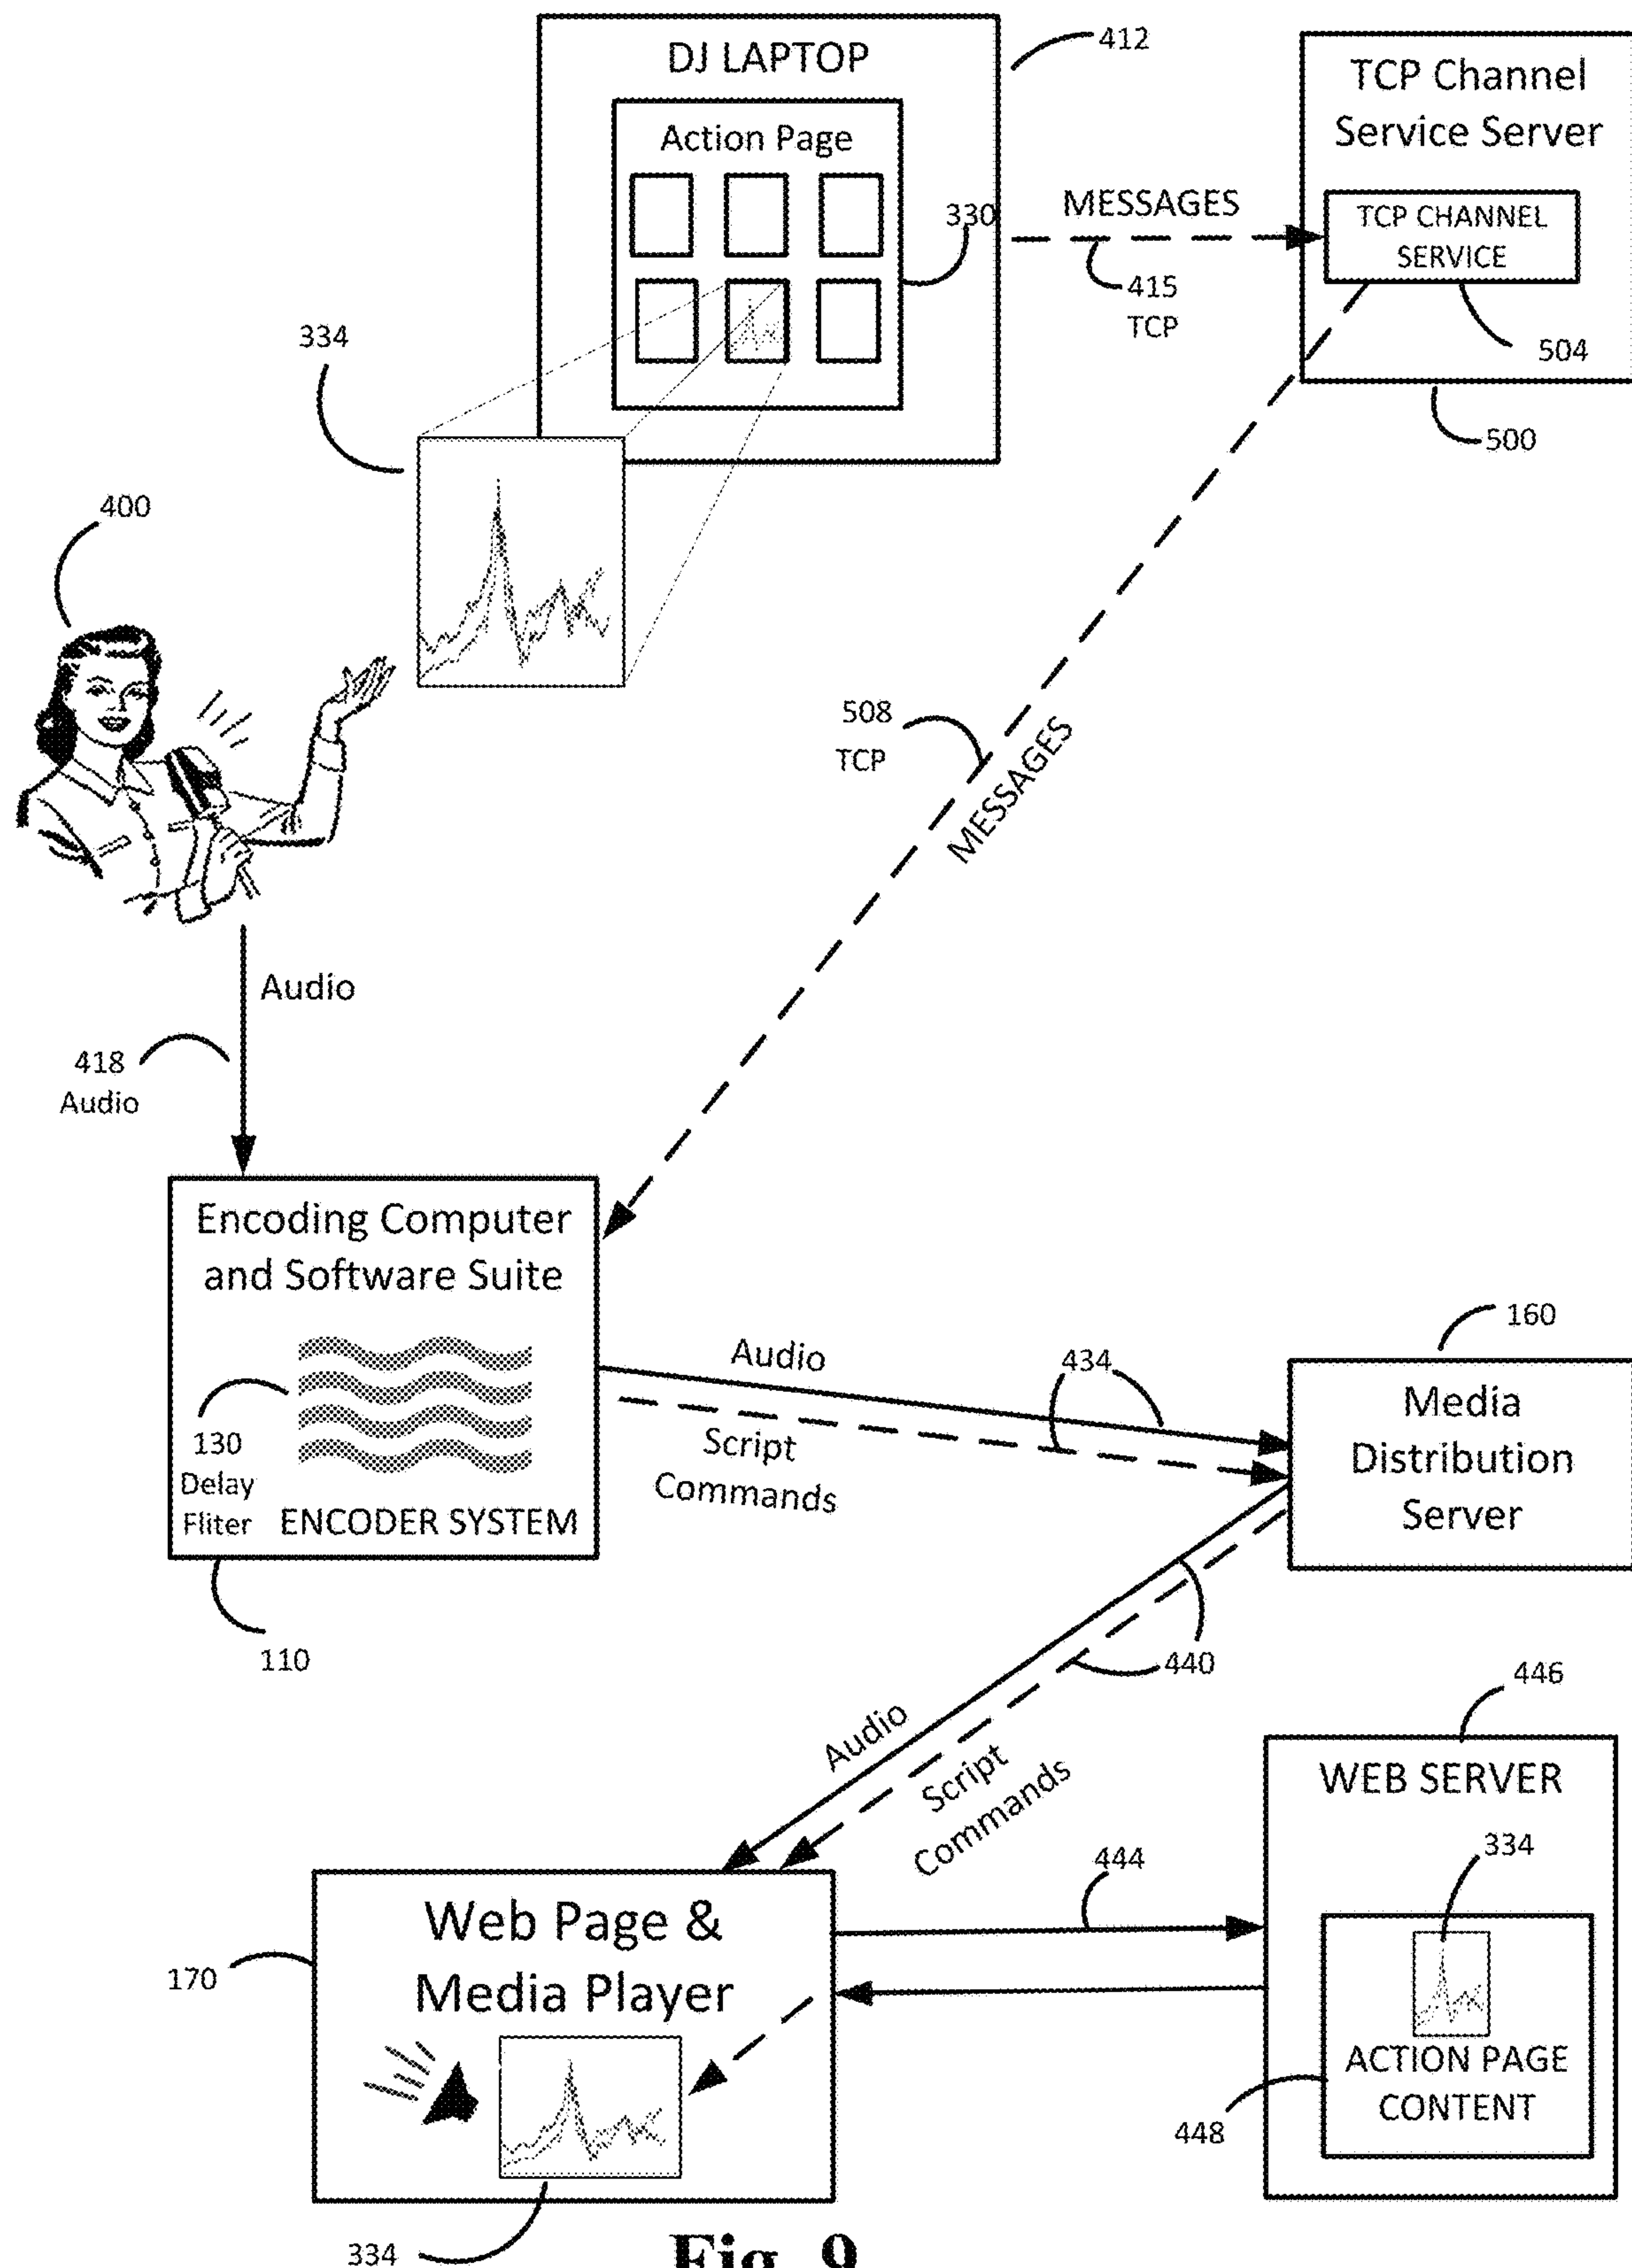 DJ LAPTOP
412
Action Page
330
TCP Channel
Service Server
TCP CHANNEL
SERVICE
504
500
MESSAGES
415
TCP
334
400
508
TCP
MESSAGES
Audio
418
Audio
Encoding Computer
and Software Suite
130
Delay
Fliter
ENCODER SYSTEM
110
Audio
434
Script
Commands
160
Media
Distribution
Server
440
Audio
Script
Commands
446
WEB SERVER
334
ACTION PAGE
CONTENT
448
444
Web Page &
Media Player
170
334
Fig. 9